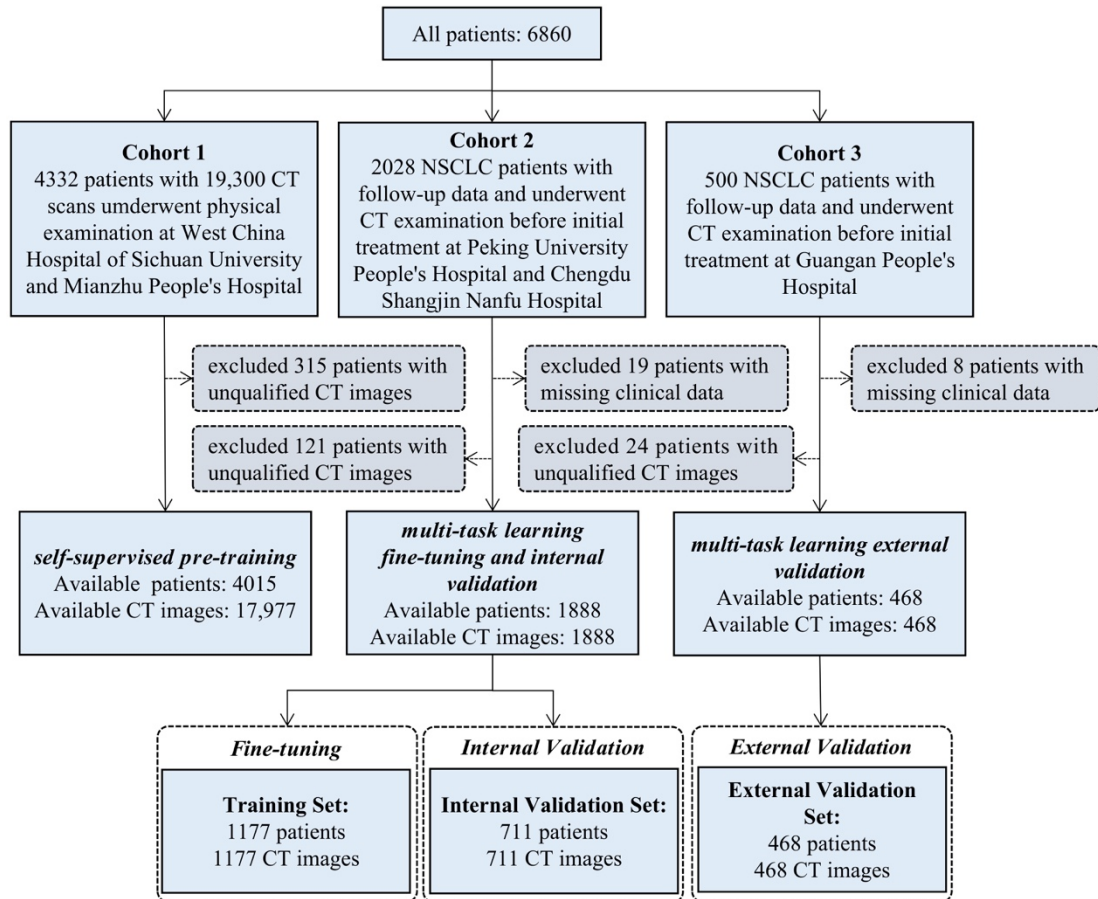 All patients: 6860
Cohort 1
4332 patients with 19,300 CT
scans umderwent physical
examination at West China
Hospital of Sichuan University
and Mianzhu People's Hospital
Cohort 2
2028 NSCLC patients with
follow-up data and underwent
CT examination before initial
treatment at Peking University
People's Hospital and Chengdu
Shangjin Nanfu Hospital
Cohort 3
500 NSCLC patients with
follow-up data and underwent
CT examination before initial
treatment at Guangan People's
Hospital
excluded 315 patients with
unqualified CT images
excluded 19 patients with
missing clinical data
excluded 8 patients with
missing clinical data
excluded 121 patients with
unqualified CT images
excluded 24 patients with
unqualified CT images
self-supervised pre-training
Available patients: 4015
Available CT images: 17,977
multi-task learning
fine-tuning and internal
validation
Available patients: 1888
Available CT images: 1888
multi-task learning external
validation
Available patients: 468
Available CT images: 468
Fine-tuning
Training Set:
1177 patients
1177 CT images
Internal Validation
Internal Validation Set:
711 patients
711 CT images
External Validation
External Validation
Set:
468 patients
468 CT images